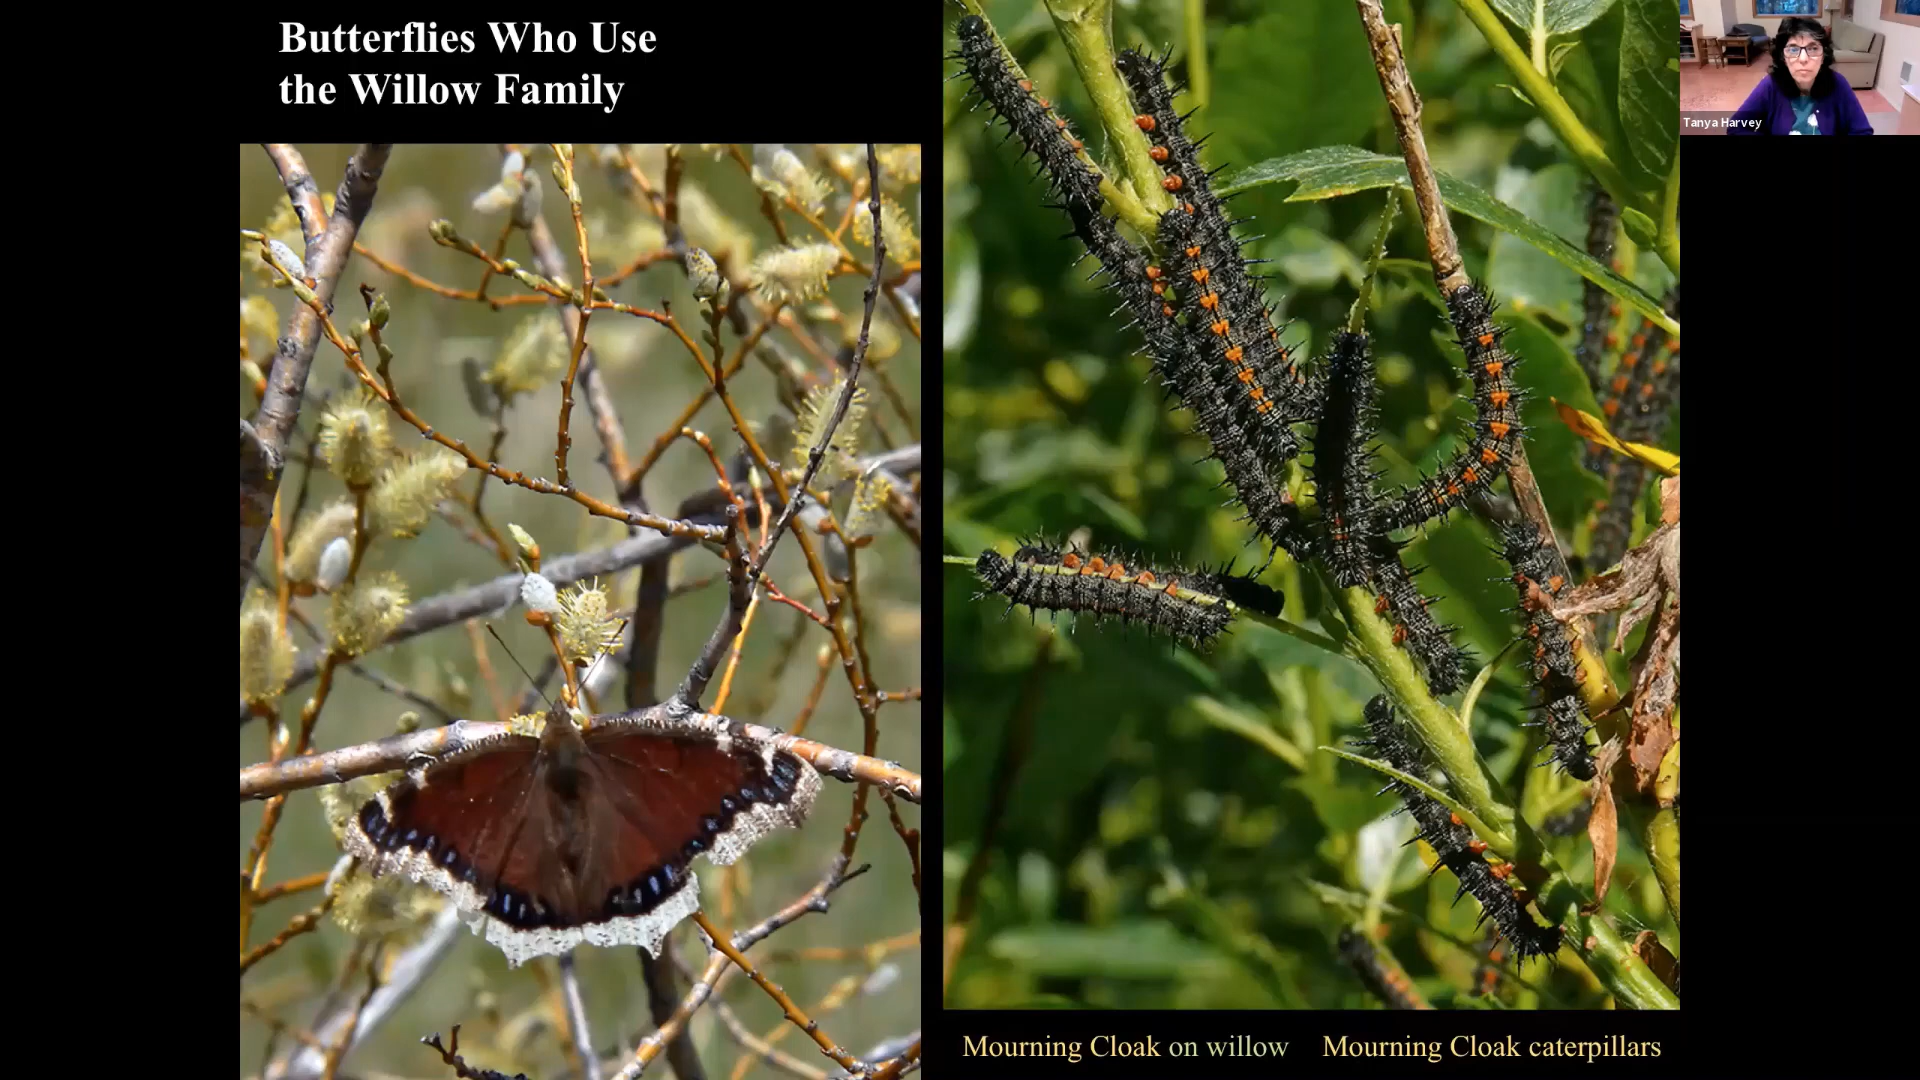 Butterflies Who Use
the Willow Family
Tanya Harvey
Mourning Cloak on willow
Mourning Cloak caterpillars